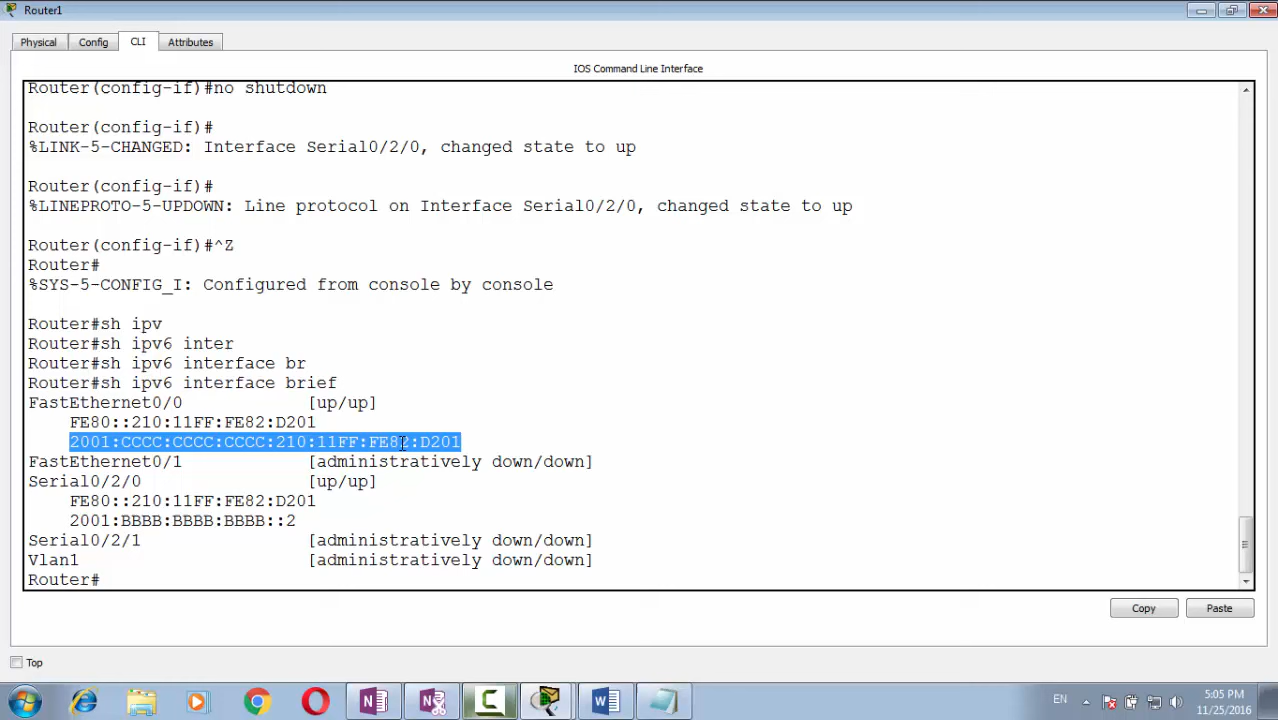 Router1
Physical Config CLI Attributes
IOS Command Line Interface
Router(config-if)#no shutdown
Router(config-if)#
%LINK-5-CHANGED: Interface Serial0/2/0, changed state to up
Router(config-if)#
%LINEPROTO-5-UPDOWN: Line protocol on Interface Serial0/2/0, changed state to up
Router(config-if)#^Z
Router#
%SYS-5-CONFIG_I: Configured from console by console
Router#sh ipv
Router#sh ipv6 inter
Router#sh ipv6 interface br
Router#sh ipv6 interface brief
FastEthernet0/0 [up/up]
FE80::210:11FF:FE82:D201
2001:CCCC:CCCC:CCCC:210:11FF:FE82:D201
FastEthernet0/1 [administratively down/down]
Serial0/2/0 [up/up]
FE80::210:11FF:FE82:D201
2001:BBBB:BBBB:BBBB::2
Serial0/2/1 [administratively down/down]
Vlan1 [administratively down/down]
Router#
Copy Paste
Top
EN
5:05 PM
11/25/2016